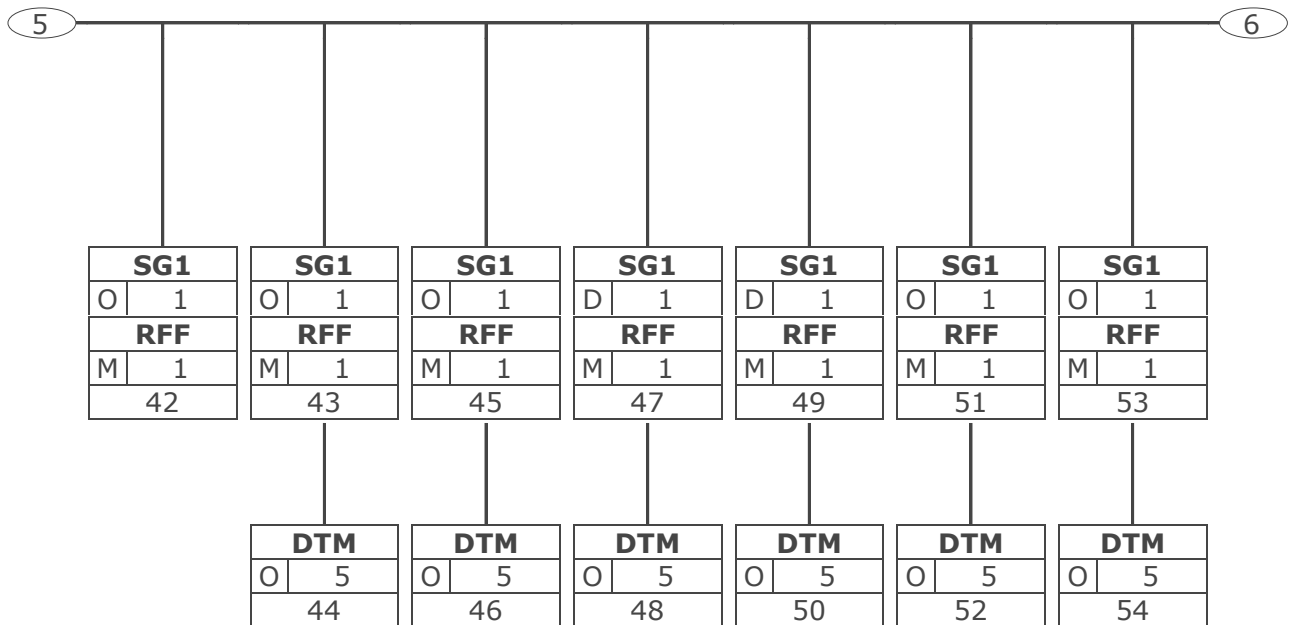 5 6
SG1 SG1 SG1 SG1 SG1 SG1 SG1
O 1 O 1 O 1 D 1 D 1 O 1 O 1
RFF RFF RFF RFF RFF RFF RFF
M 1 M 1 M 1 M 1 M 1 M 1 M 1
42 43 45 47 49 51 53
DTM DTM DTM DTM DTM DTM
O 5 O 5 O 5 O 5 O 5 O 5
44 46 48 50 52 54